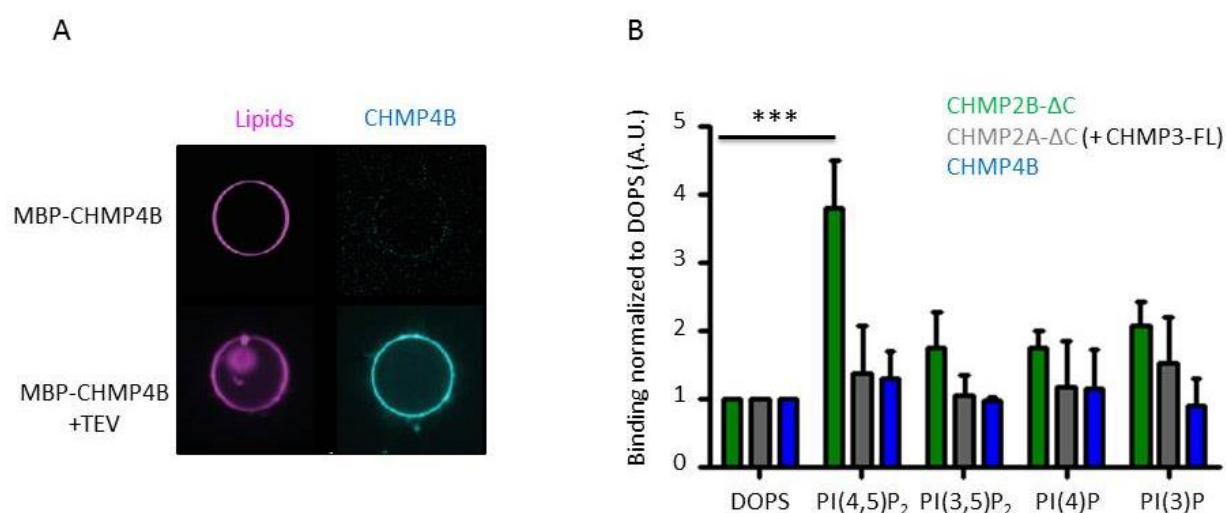 A
Lipids CHMP4B
MBP-CHMP4B
MBP-CHMP4B
+TEV
B
CHMP2B-ΔC
CHMP2A-ΔC (+ CHMP3-FL)
CHMP4B
***
Binding normalized to DOPS (A.U.)
5
4
3
2
1
0
DOPS PI(4,5)P₂ PI(3,5)P₂ PI(4)P PI(3)P